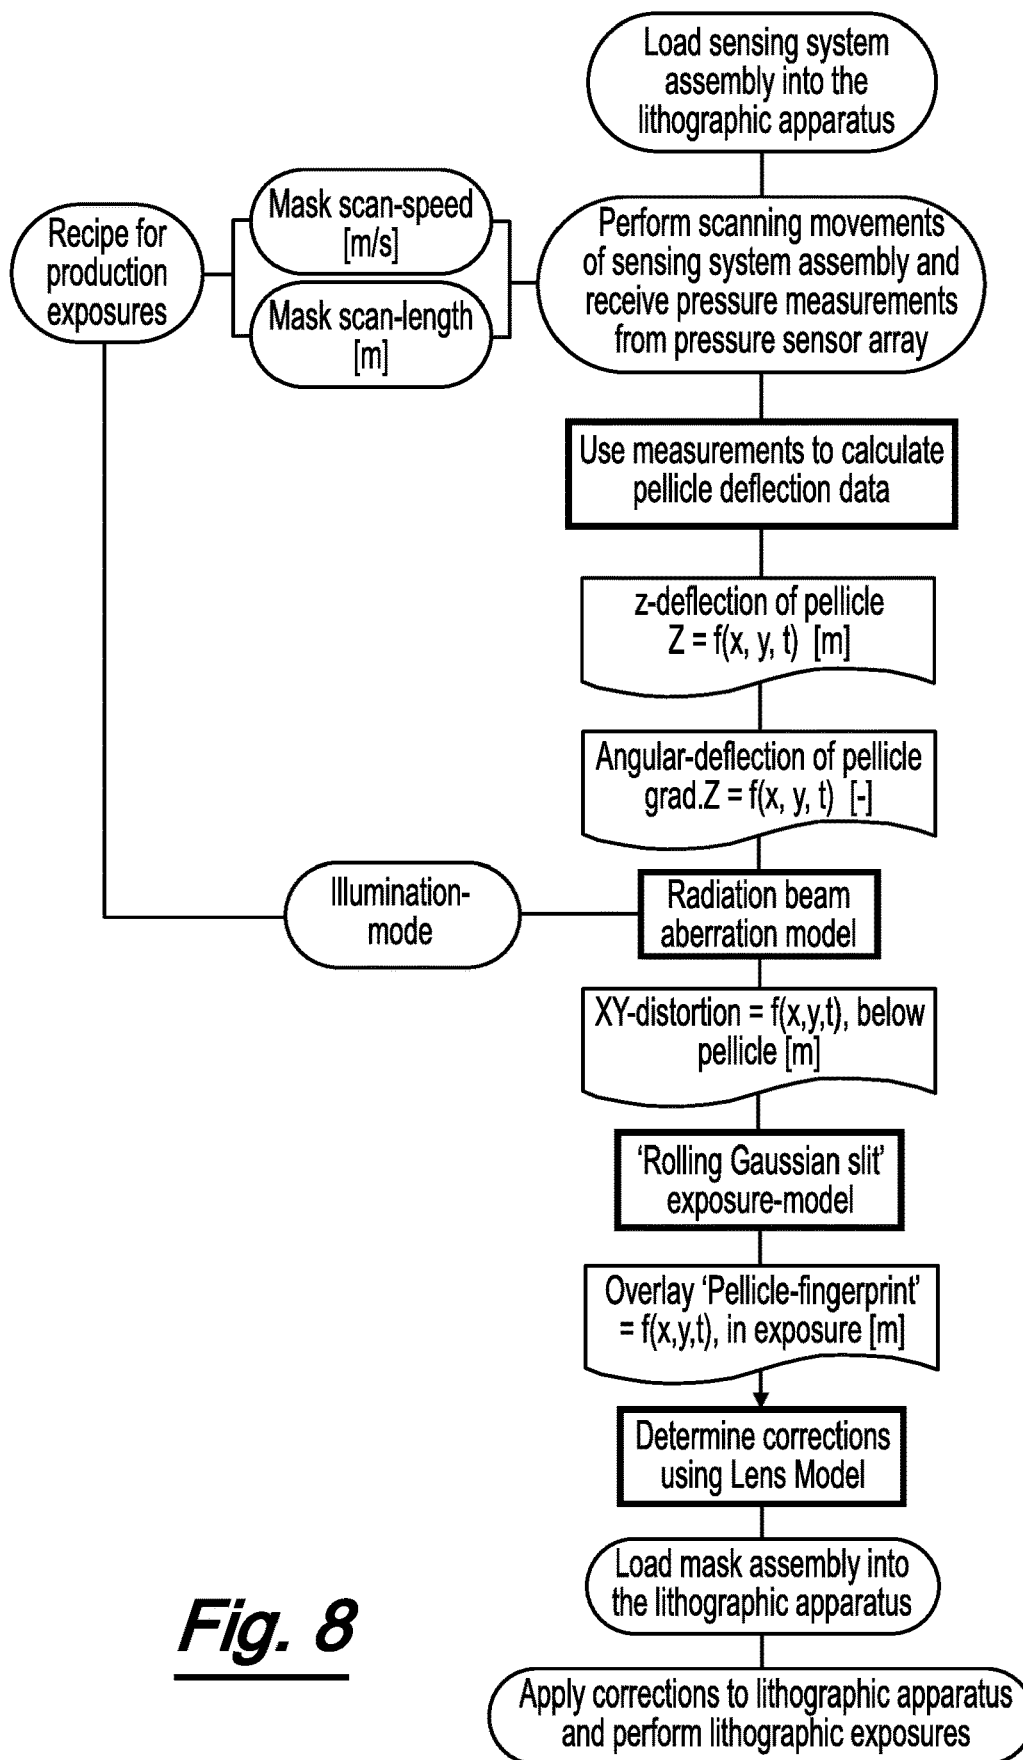 Load sensing system
assembly into the
lithographic apparatus
Recipe for
production
exposures
Mask scan-speed
[m/s]
Mask scan-length
[m]
Perform scanning movements
of sensing system assembly and
receive pressure measurements
from pressure sensor array
Use measurements to calculate
pellicle deflection data
z-deflection of pellicle
Z = f(x, y, t) [m]
Angular-deflection of pellicle
grad.Z = f(x, y, t) [-]
Illumination-
mode
Radiation beam
aberration model
XY-distortion = f(x,y,t), below
pellicle [m]
‘Rolling Gaussian slit’
exposure-model
Overlay ‘Pellicle-fingerprint’
= f(x,y,t), in exposure [m]
Determine corrections
using Lens Model
Load mask assembly into
the lithographic apparatus
Apply corrections to lithographic apparatus
and perform lithographic exposures
Fig. 8